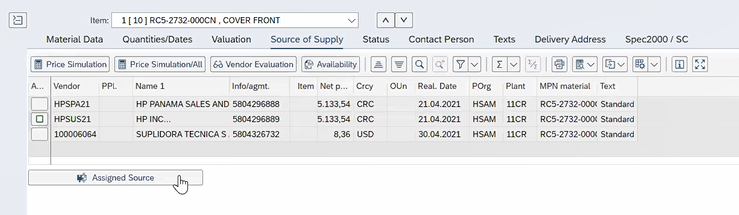 Item: 1 [ 10 ] RC5-2732-000CN , COVER FRONT
Material Data Quantities/Dates Valuation Source of Supply Status Contact Person Texts Delivery Address Spec2000 / SC
Price Simulation Price Simulation/All Vendor Evaluation Availability
A... Vendor PPl. Name 1 Info/agmt. Item Net p... Crcy OUn Real. Date POrg Plant MPN material Text
HPSPA21 HP PANAMA SALES AND 5804296888 5.133,54 CRC 21.04.2021 HSAM 11CR RC5-2732-000 Standard
HPSUS21 HP INC... 5804296889 5.133,54 CRC 21.04.2021 HSAM 11CR RC5-2732-000 Standard
100006064 SUPLIDORA TECNICA S 5804326732 8,36 USD 30.04.2021 HSAM 11CR RC5-2732-000 Standard
Assigned Source